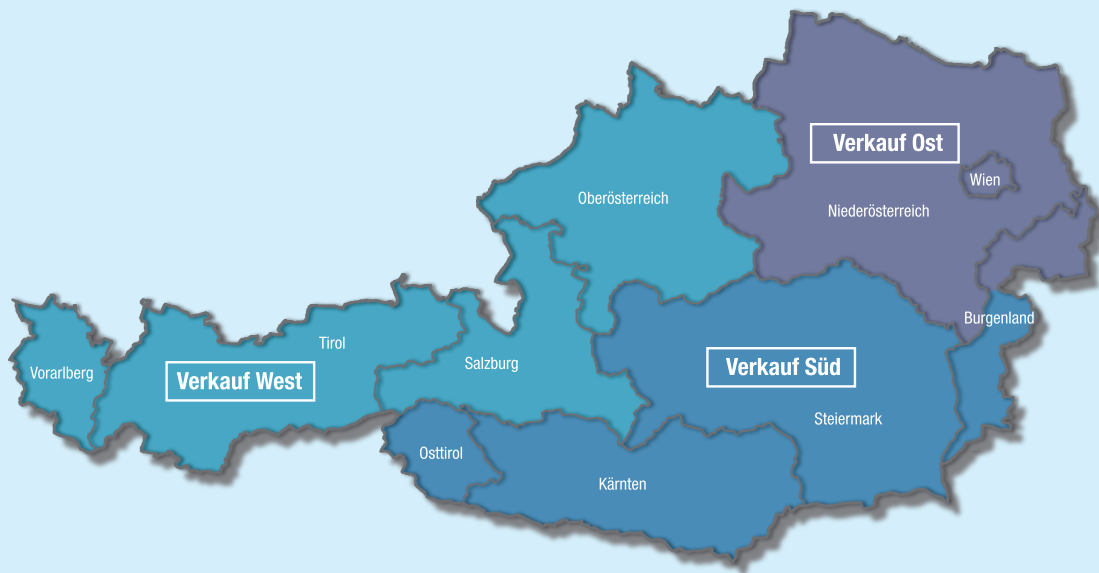 Verkauf Ost
Wien
Oberösterreich
Niederösterreich
Burgenland
Tirol
Salzburg
Verkauf Süd
Vorarlberg
Verkauf West
Steiermark
Osttirol
Kärnten